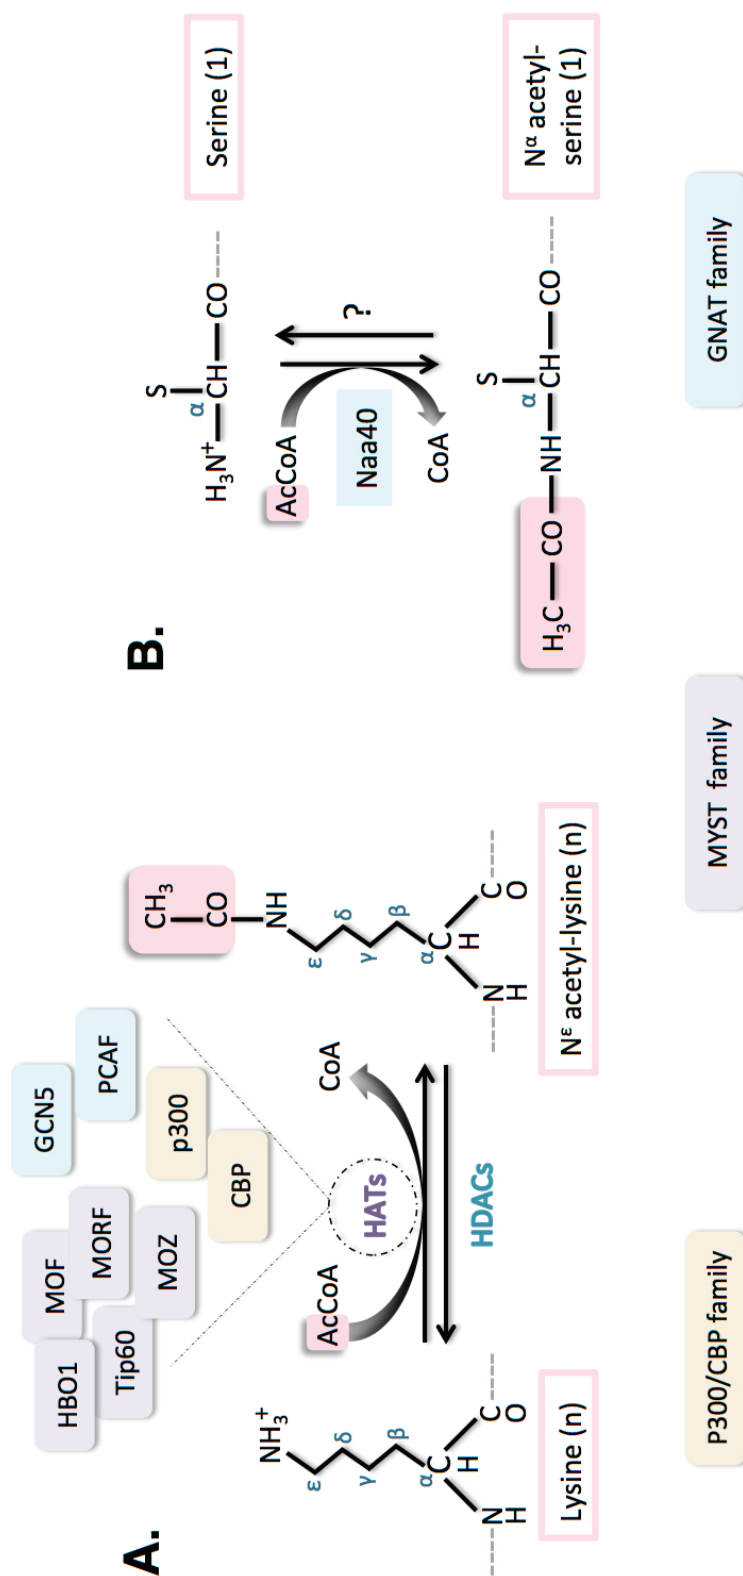 A.
GCN5
PCAF
MOF
MORF
HBO1
Tip60
MOZ
p300
CBP
HATs
AcCoA
CoA
HDACs
NH₃⁺
ε
δ
γ
β
α
N
H
C
H
C
O
Lysine (n)
CH₃
CO
NH
ε
δ
γ
β
α
N
H
C
H
C
O
Nᵋ acetyl-lysine (n)
B.
S
α
H₃N⁺ CH CO
Serine (1)
AcCoA
Naa40
CoA
?
S
α
H₃C CO NH CH CO
Nᵅ acetyl-
serine (1)
P300/CBP family
MYST family
GNAT family